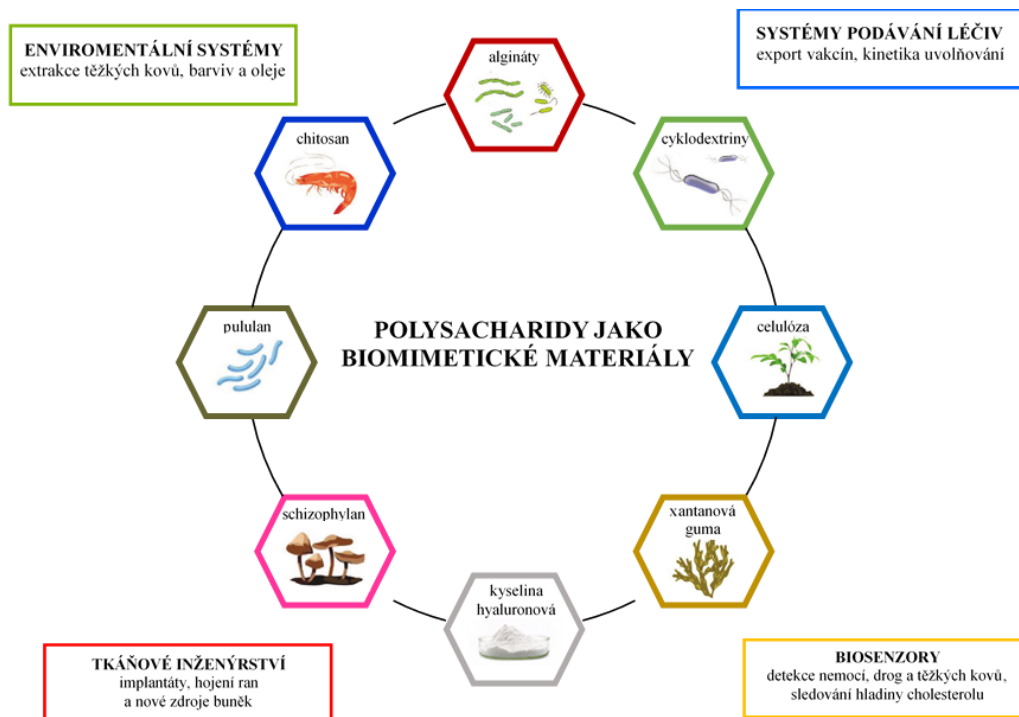 ENVIROMENTÁLNÍ SYSTÉMY
extrakce těžkých kovů, barviv a oleje
SYSTÉMY PODÁVÁNÍ LÉČIV
export vakcín, kinetika uvolňování
algináty
chitosan
cyklodextriny
pululan
POLYSACHARIDY JAKO
BIOMIMETICKÉ MATERIÁLY
celulóza
schizophylan
xantanová
guma
kyselina
hyaluronová
TKÁŇOVÉ INŽENÝRSTVÍ
implantáty, hojení ran
a nové zdroje buněk
BIOSENZORY
detekce nemocí, drog a těžkých kovů,
sledování hladiny cholesterolu